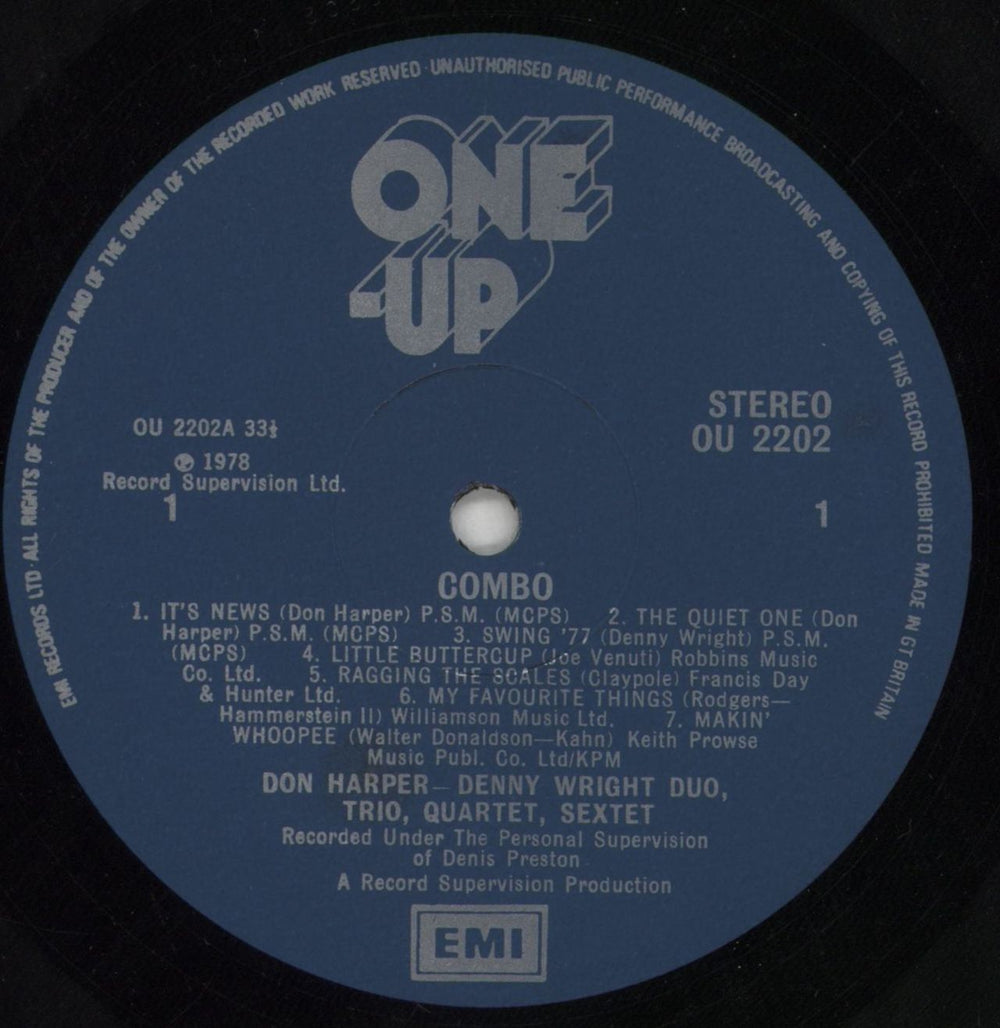 EMI RECORDS LTD · ALL RIGHTS OF THE PRODUCER AND OF THE OWNER OF THE RECORDED WORK RESERVED · UNAUTHORISED PUBLIC PERFORMANCE BROADCASTING AND COPYING OF THIS RECORD PROHIBITED MADE IN GT BRITAIN
ONE
-UP
OU 2202A 33⅓
℗ 1978
Record Supervision Ltd.
1
STEREO
OU 2202
1
COMBO
1. IT'S NEWS (Don Harper) P.S.M. (MCPS) 2. THE QUIET ONE (Don
Harper) P.S.M. (MCPS) 3. SWING '77 (Denny Wright) P.S.M.
(MCPS) 4. LITTLE BUTTERCUP (Joe Venuti) Robbins Music
Co. Ltd. 5. RAGGING THE SCALES (Claypole) Francis Day
& Hunter Ltd. 6. MY FAVOURITE THINGS (Rodgers—
Hammerstein II) Williamson Music Ltd. 7. MAKIN'
WHOOPEE (Walter Donaldson—Kahn) Keith Prowse
Music Publ. Co. Ltd/KPM
DON HARPER—DENNY WRIGHT DUO,
TRIO, QUARTET, SEXTET
Recorded Under The Personal Supervision
of Denis Preston
A Record Supervision Production
EMI